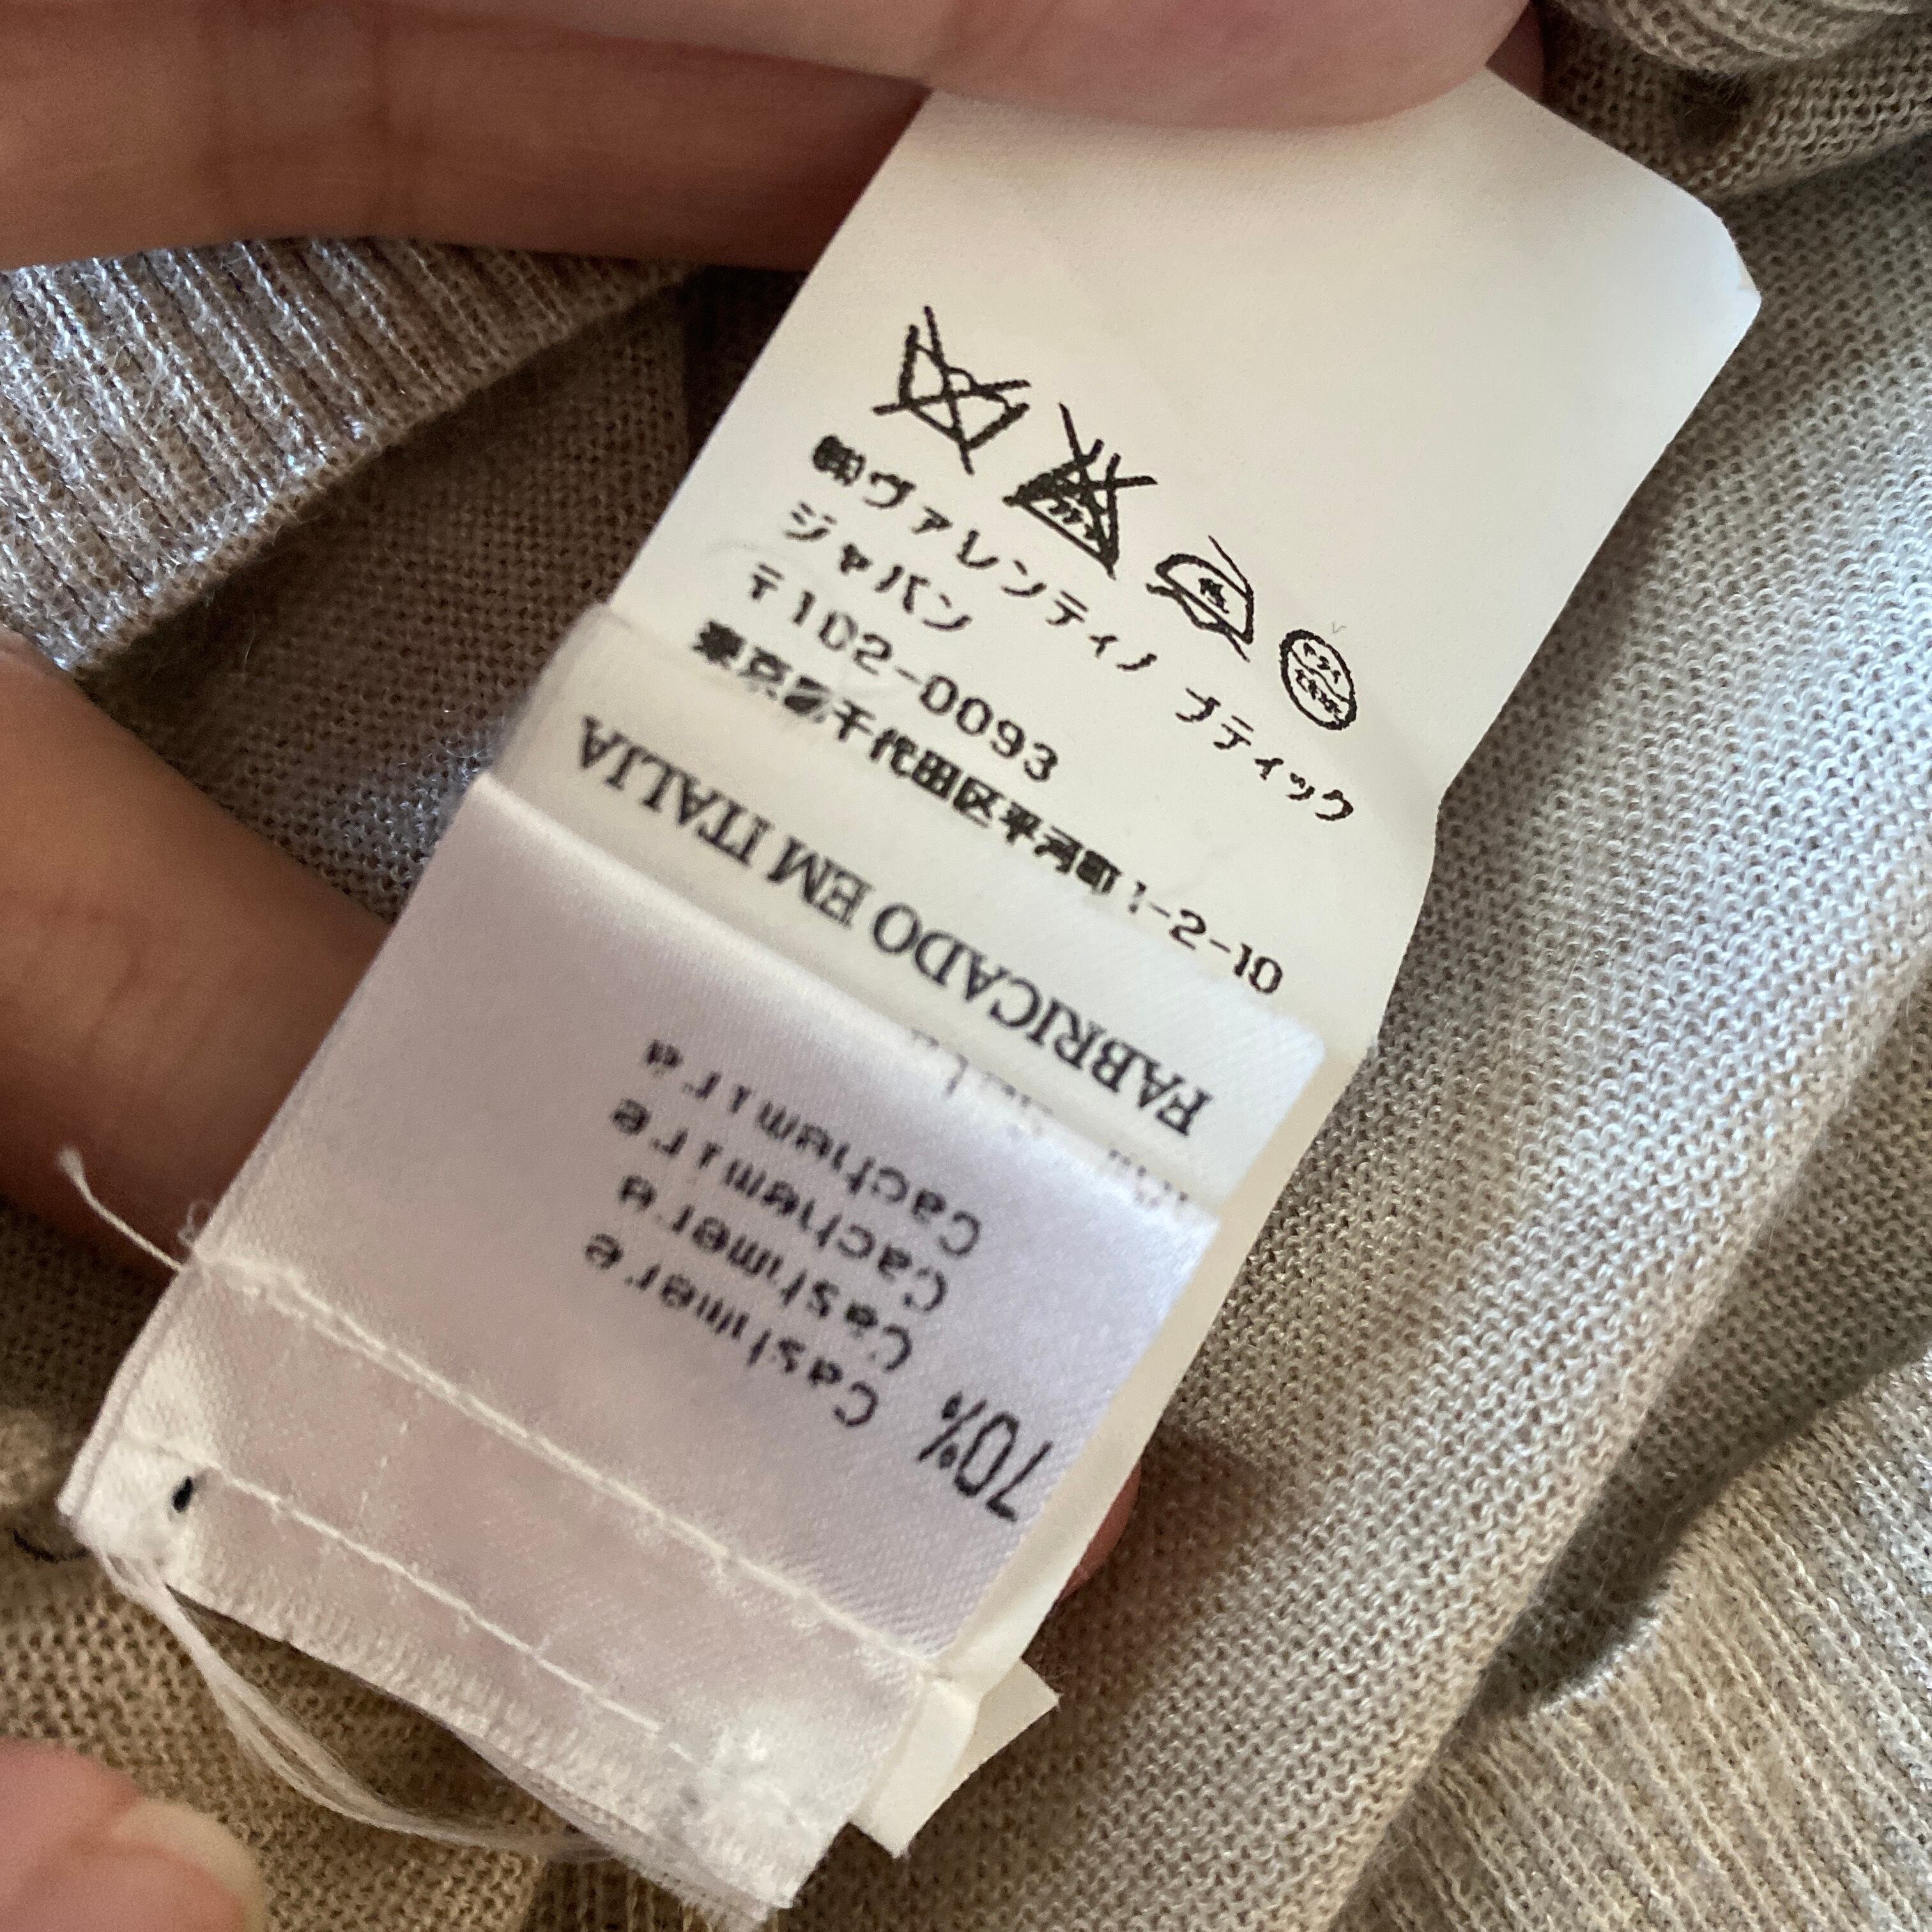 ㈱ヴァレンティノ ブティック
ジャパン
〒102-0093
東京都千代田区平河町1-2-10
FABRICADO EM ITALIA
70% Cashmere
Cashmere
Cachemire
Cachemira